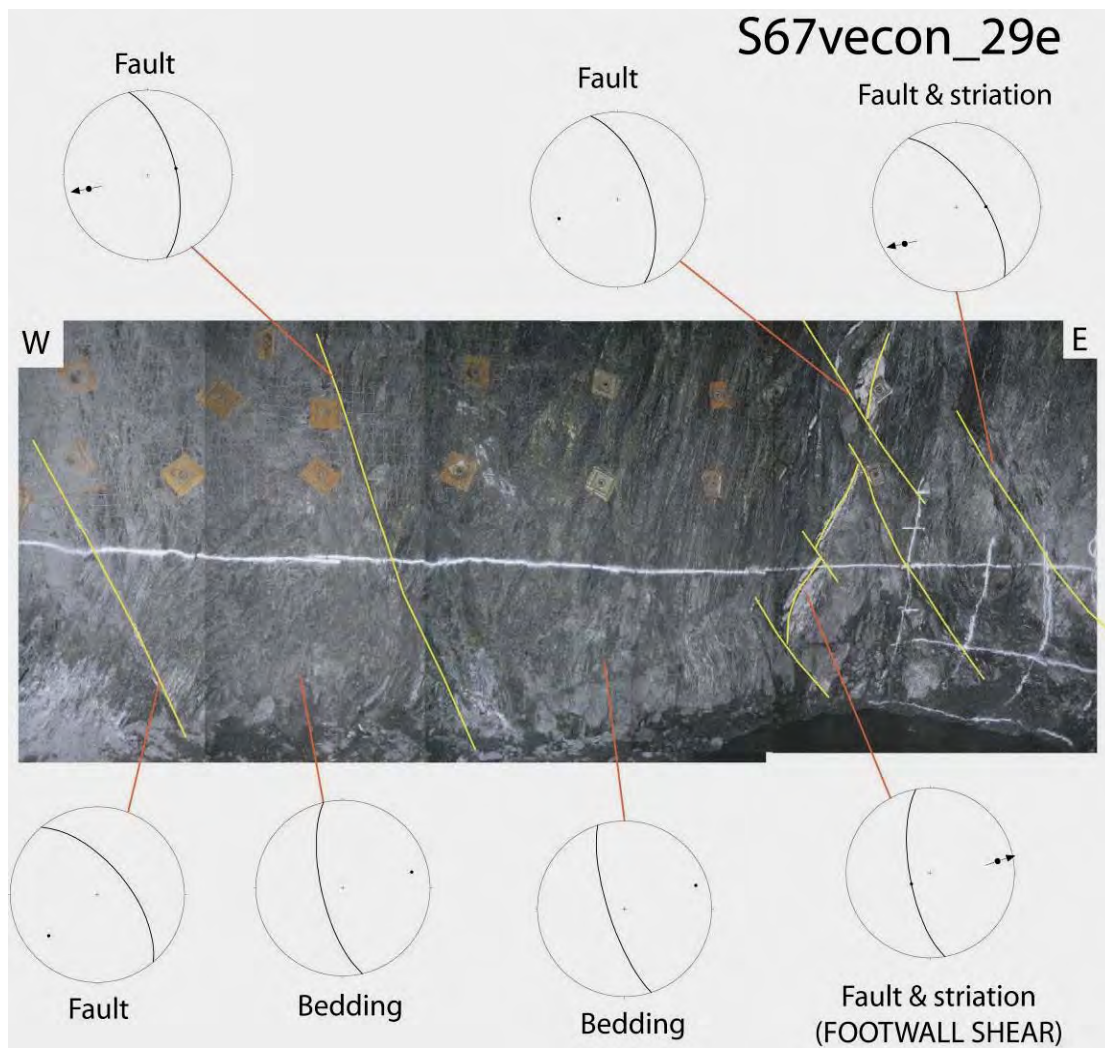 S67vecon_29e
Fault
Fault
Fault & striation
W
E
Fault
Bedding
Bedding
Fault & striation
(FOOTWALL SHEAR)